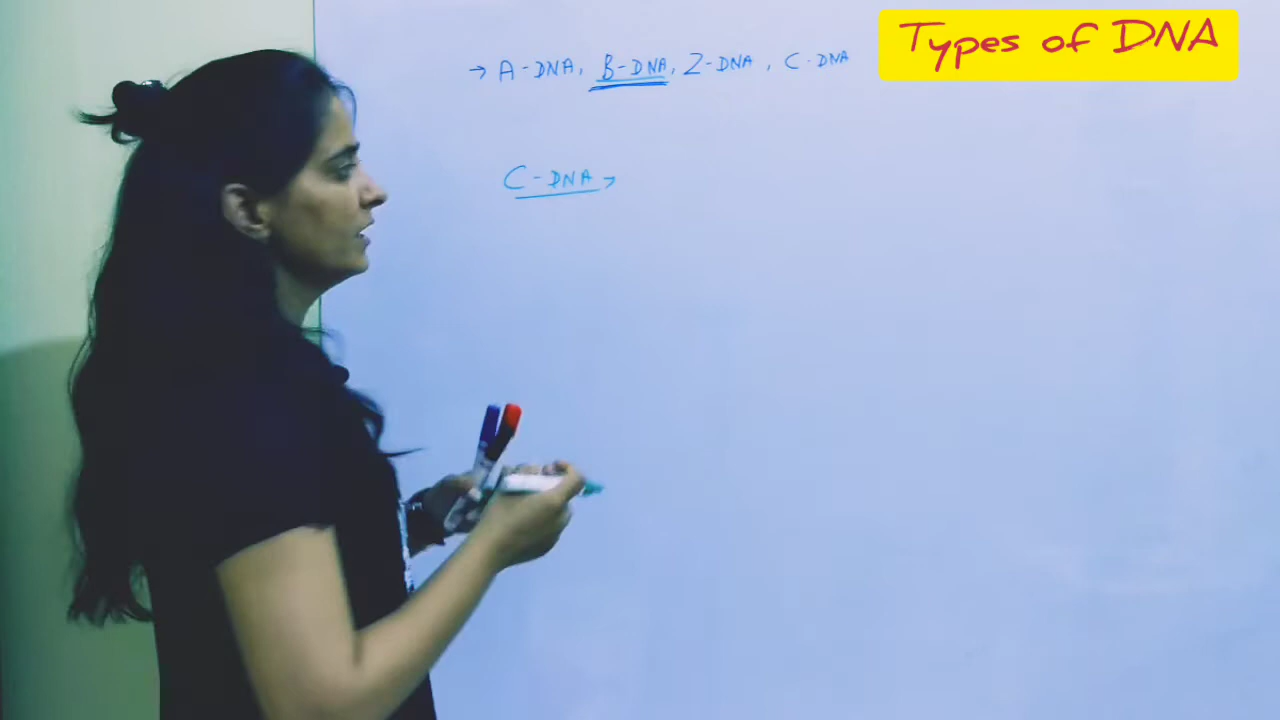 Types of DNA
→ A-DNA, B-DNA, Z-DNA, C-DNA
C-DNA →